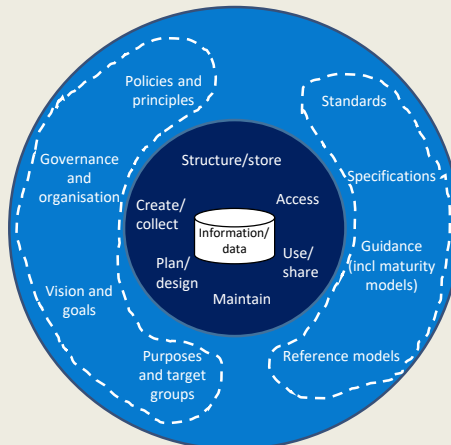 Policies and
principles
Standards
Governance
and
organisation
Structure/store
Specifications
Create/
collect
Access
Information/
data
Plan/
design
Use/
share
Guidance
(incl maturity
models)
Vision and
goals
Maintain
Purposes
and target
groups
Reference models